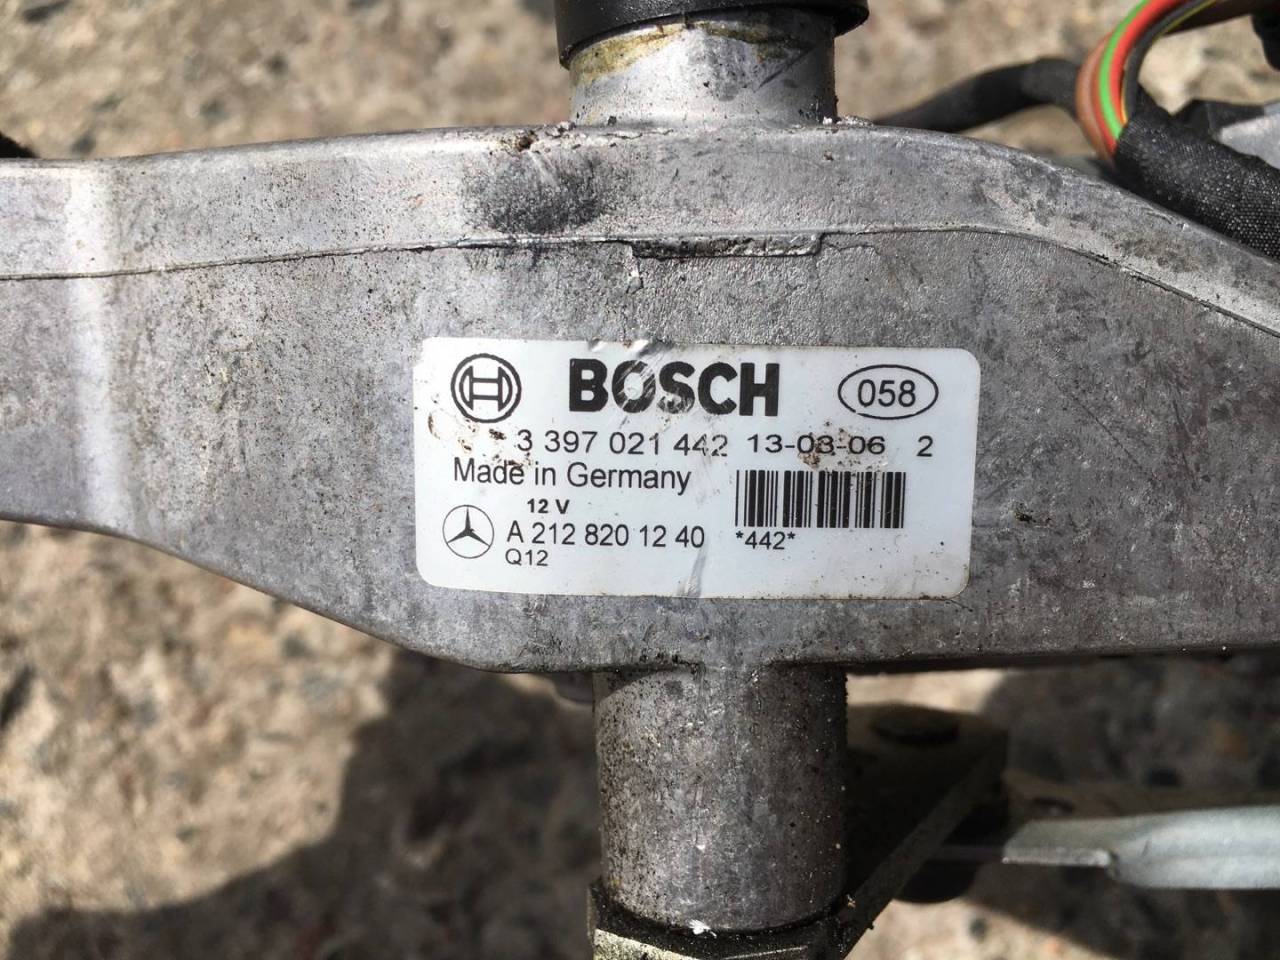 BOSCH 058
3 397 021 442 13-03-06 2
Made in Germany
12 V
A 212 820 12 40 *442*
Q12